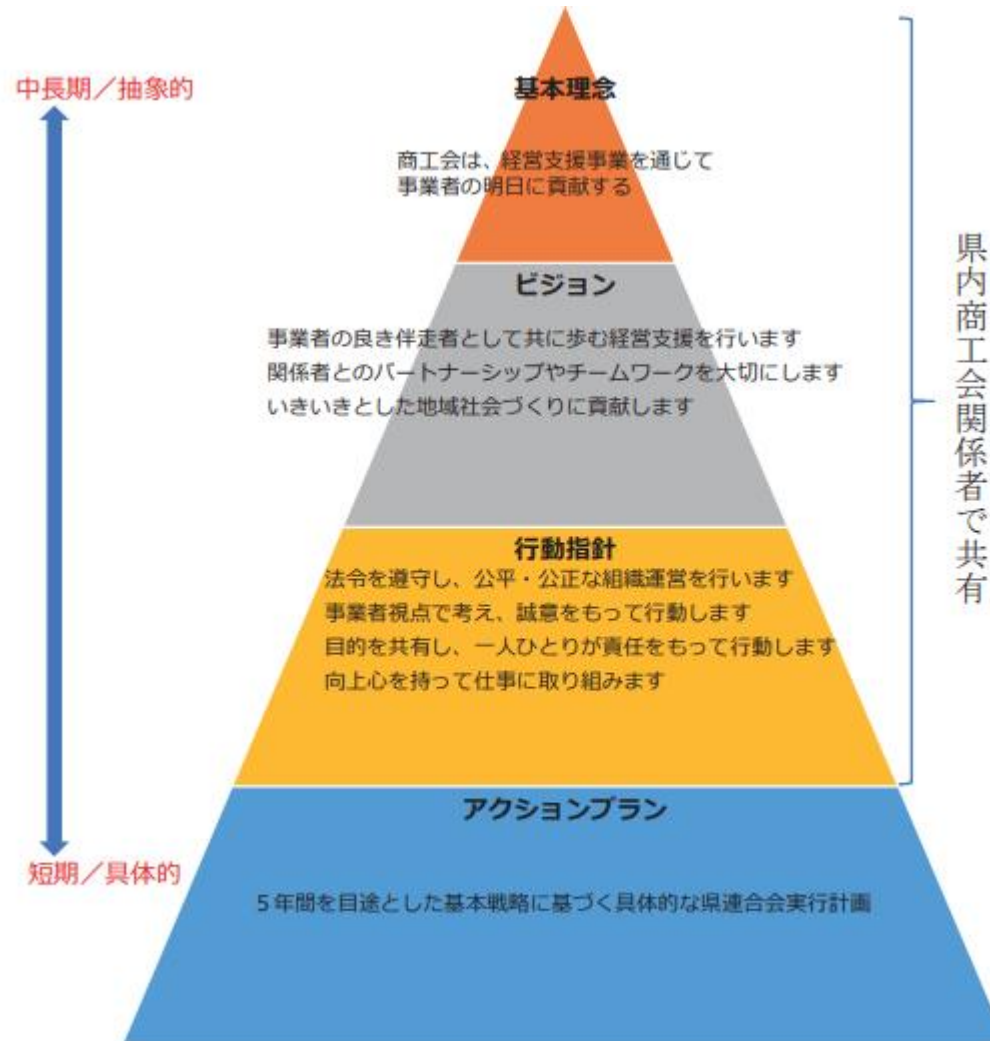 中長期／抽象的
基本理念
商工会は、経営支援事業を通じて
事業者の明日に貢献する
ビジョン
事業者の良き伴走者として共に歩む経営支援を行います
関係者とのパートナーシップやチームワークを大切にします
いきいきとした地域社会づくりに貢献します
行動指針
法令を遵守し、公平・公正な組織運営を行います
事業者視点で考え、誠意をもって行動します
目的を共有し、一人ひとりが責任をもって行動します
向上心を持って仕事に取り組みます
アクションプラン
短期／具体的
５年間を目途とした基本戦略に基づく具体的な県連合会実行計画
県内商工会関係者で共有